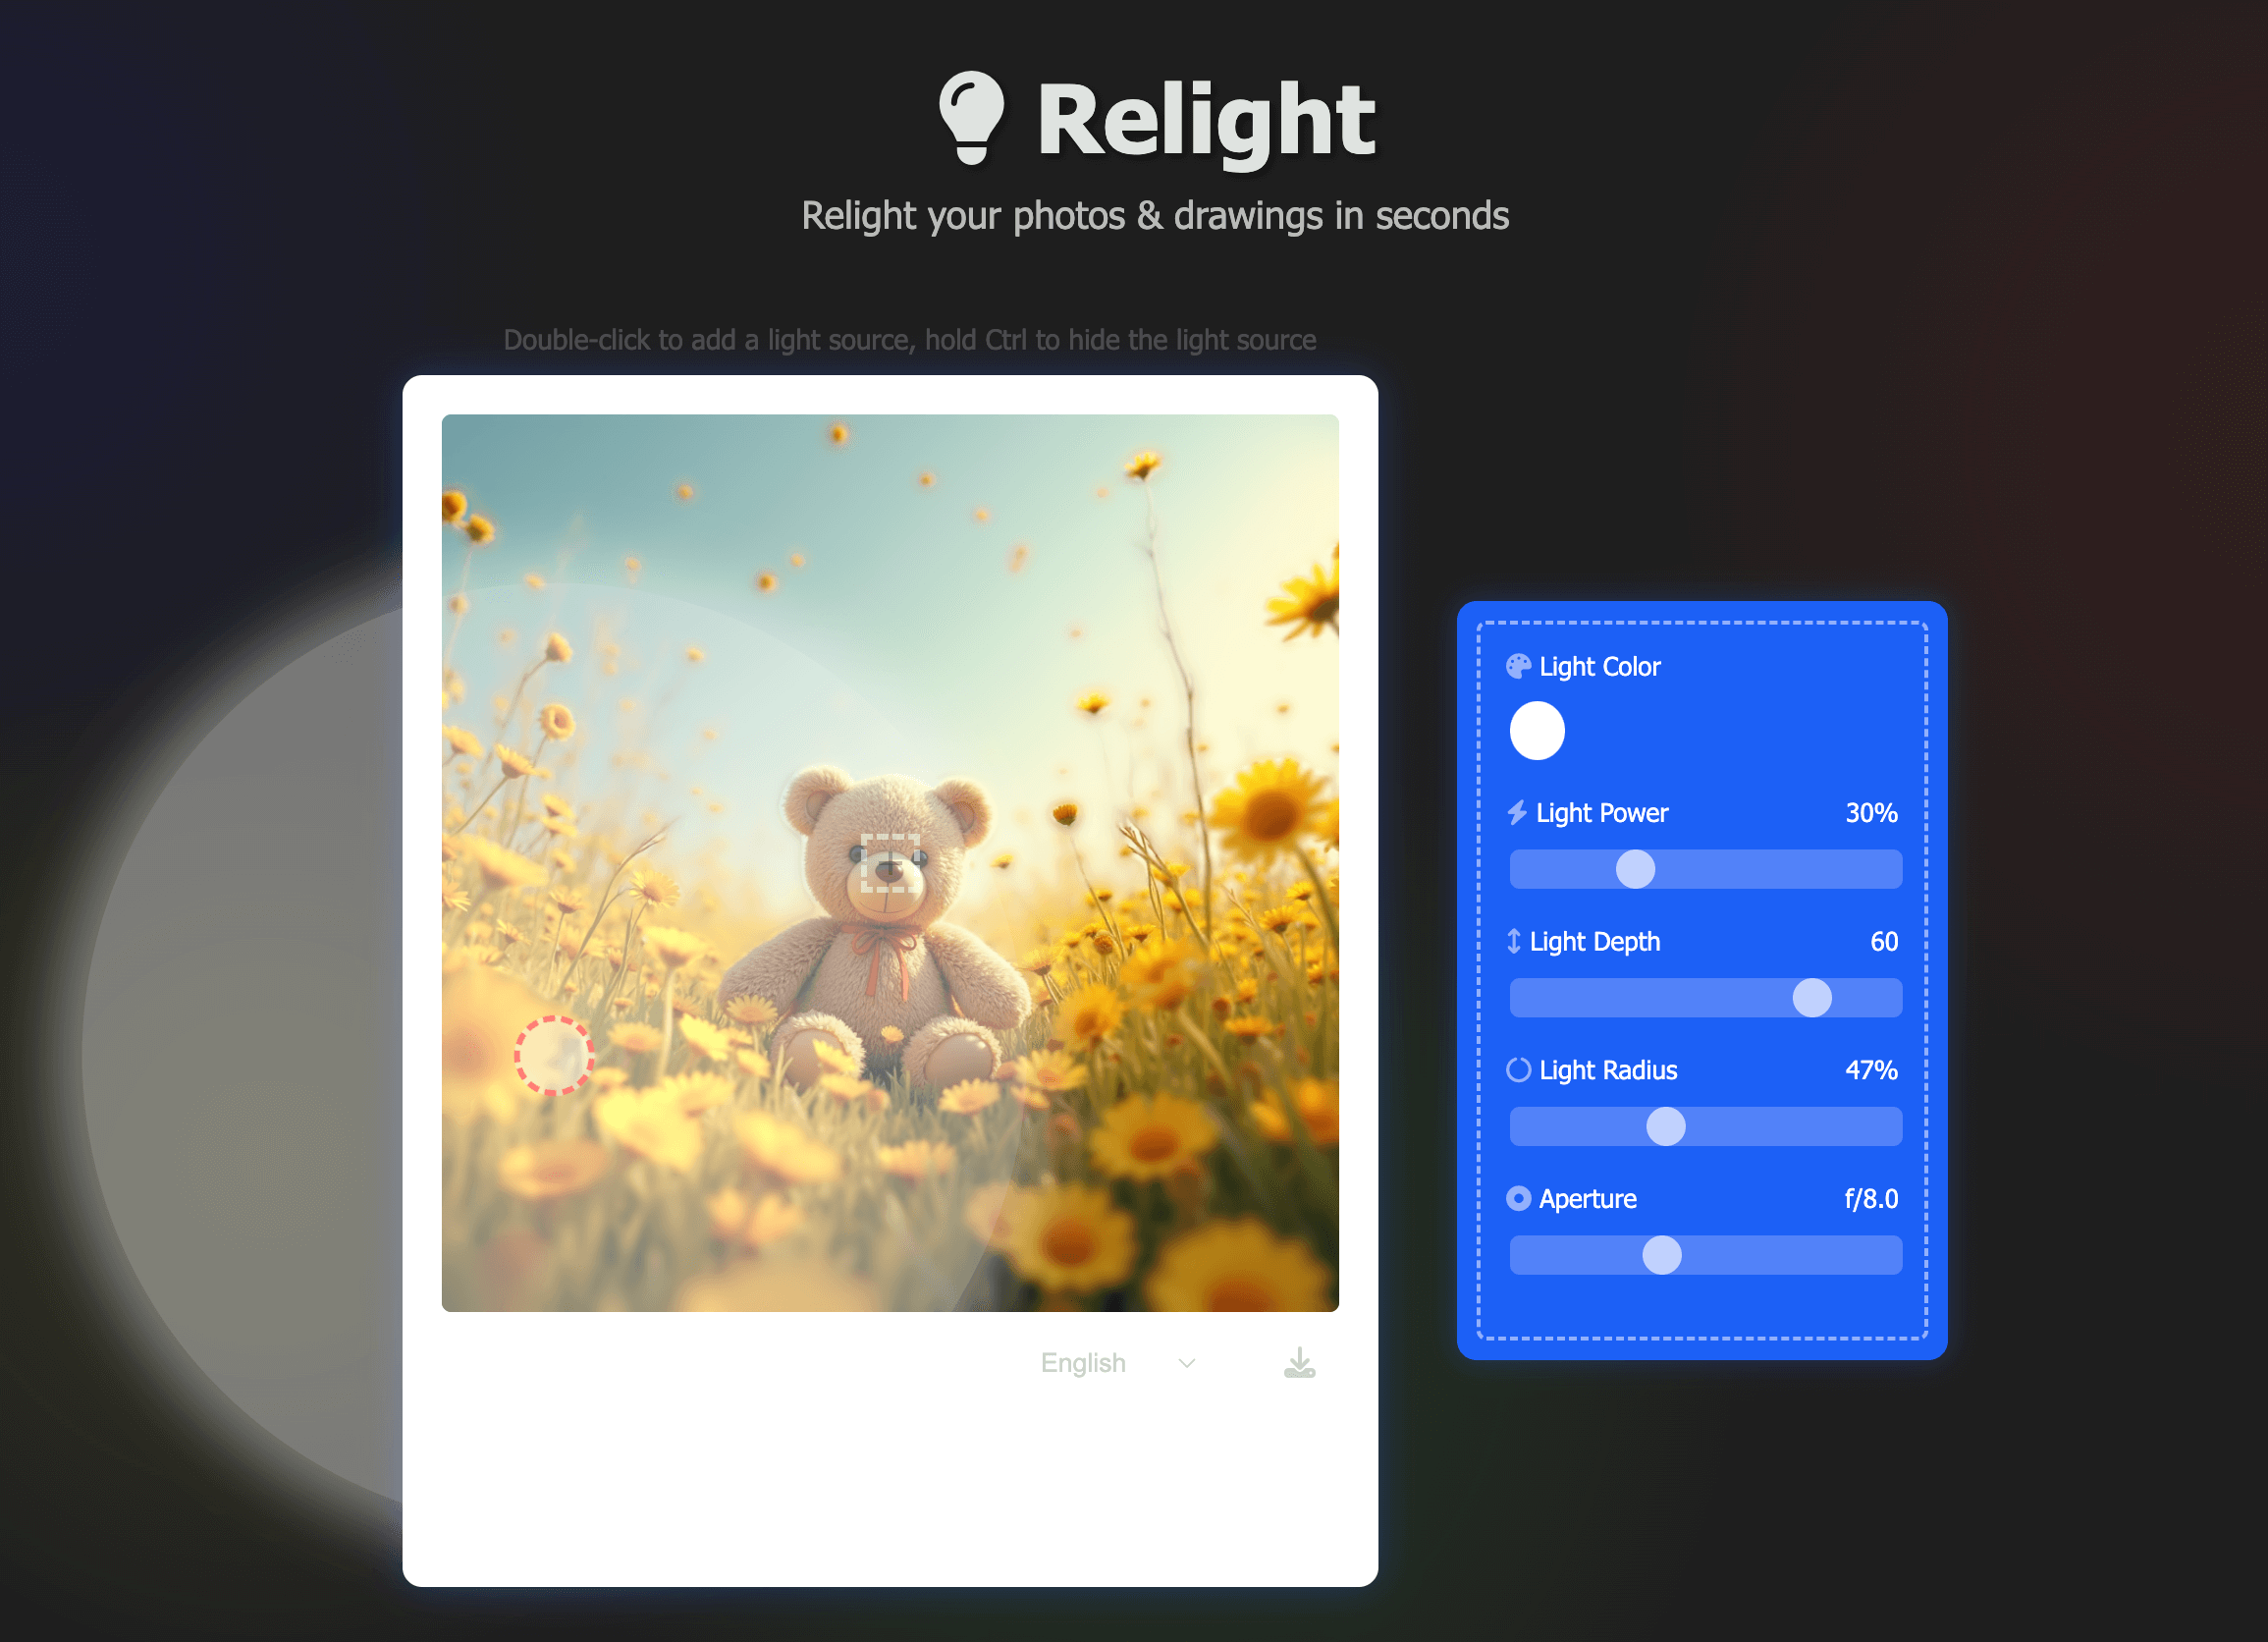 Relight
Relight your photos & drawings in seconds
Double-click to add a light source, hold Ctrl to hide the light source
Light Color
Light Power 30%
Light Depth 60
Light Radius 47%
Aperture f/8.0
English